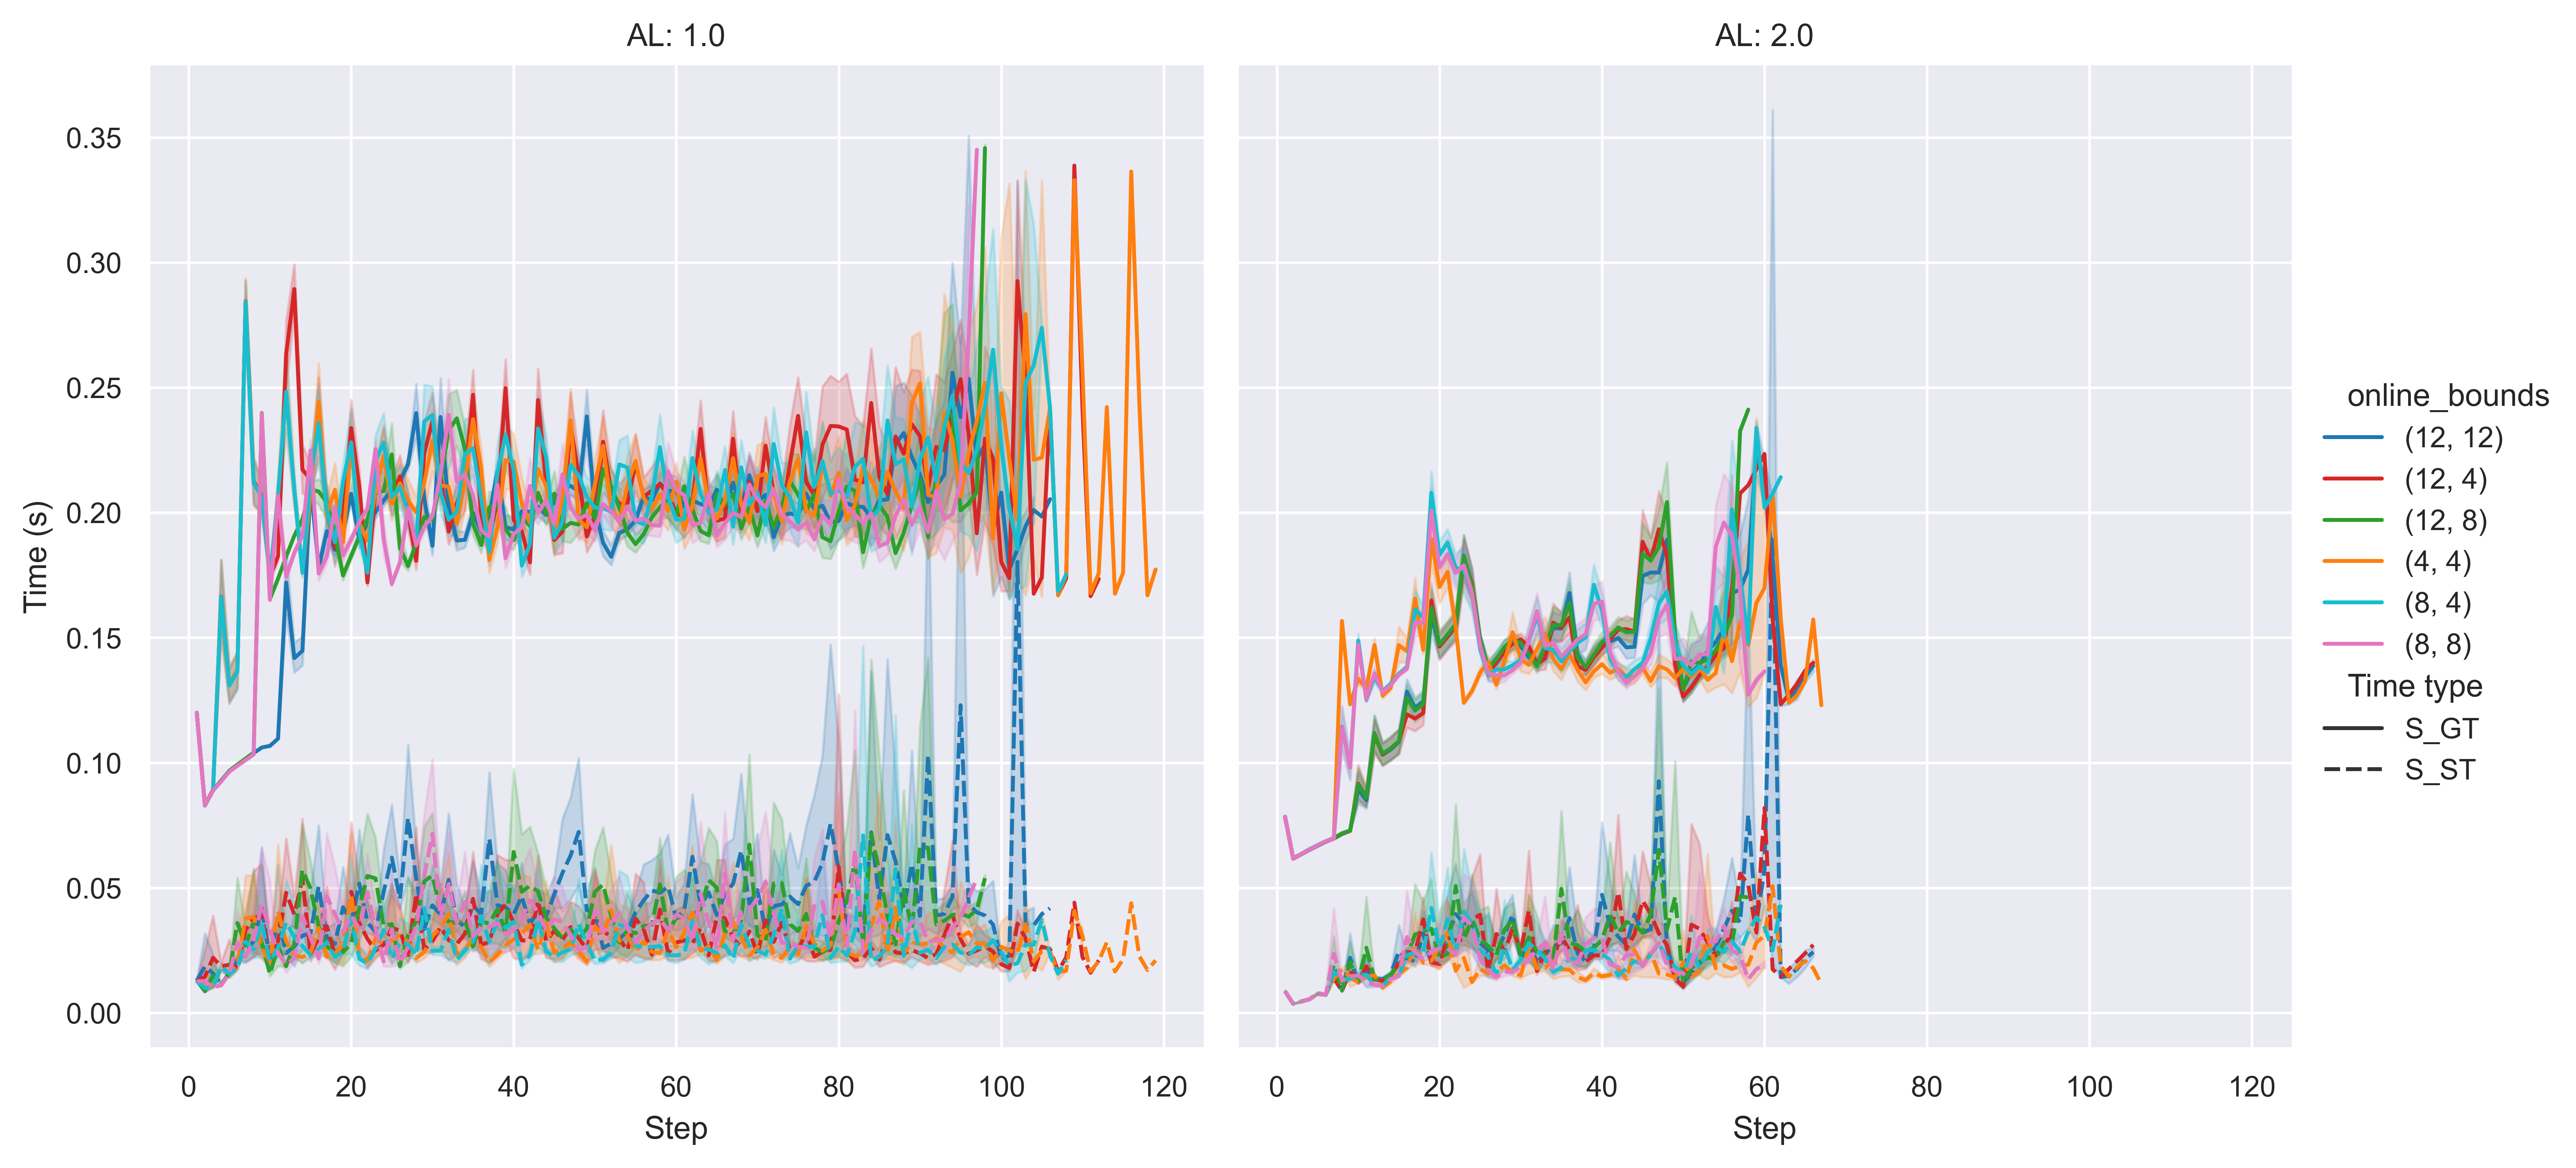 AL: 1.0
AL: 2.0
Time (s)
0.35
0.30
0.25
0.20
0.15
0.10
0.05
0.00
0 20 40 60 80 100 120
0 20 40 60 80 100 120
Step
Step
online_bounds
(12, 12)
(12, 4)
(12, 8)
(4, 4)
(8, 4)
(8, 8)
Time type
S_GT
S_ST